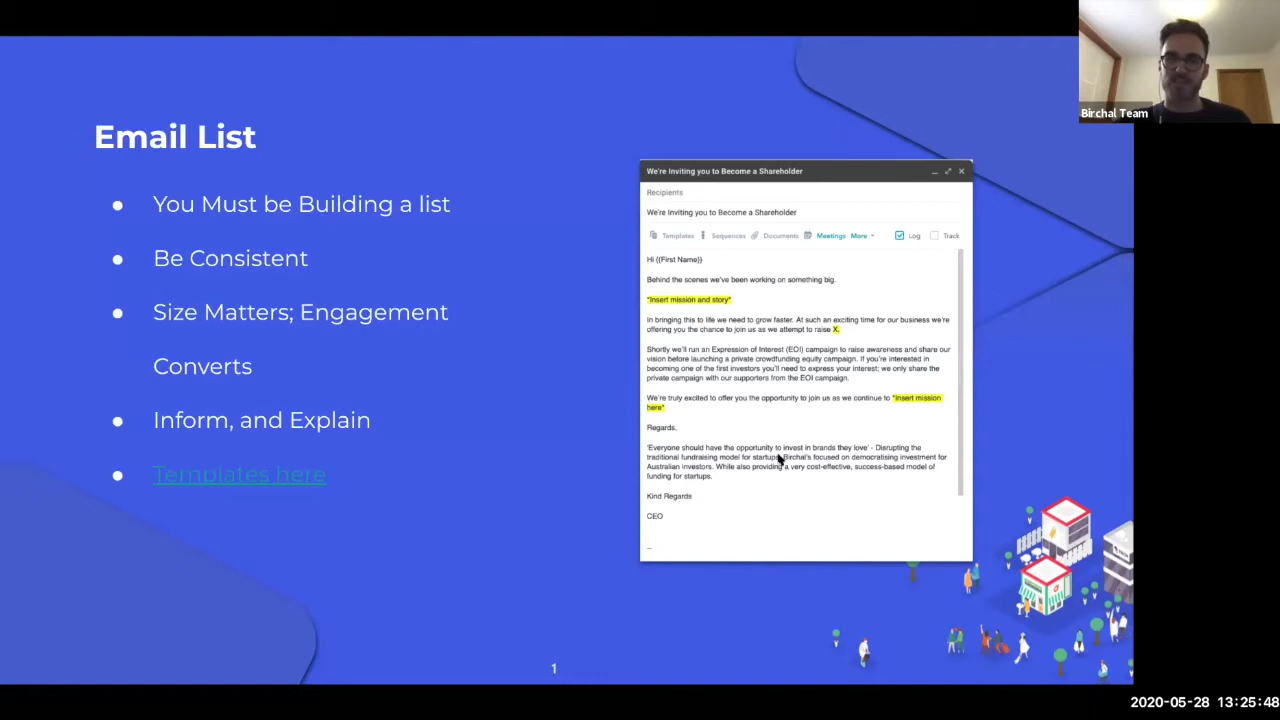 Birchal Team
Email List
● You Must be Building a list
● Be Consistent
● Size Matters; Engagement
Converts
● Inform, and Explain
● Templates here
We're Inviting you to Become a Shareholder
Recipients
We're Inviting you to Become a Shareholder
Templates Sequences Documents Meetings More Log Track
Hi {{First Name}}
Behind the scenes we've been working on something big.
*Insert mission and story*
In bringing this to life we need to grow faster. At such an exciting time for our business we're
offering you the chance to join us as we attempt to raise X.
Shortly we'll run an Expression of Interest (EOI) campaign to raise awareness and share our
vision before launching a private crowdfunding equity campaign. If you're interested in
becoming one of the first investors you'll need to express your interest; we only share the
private campaign with our supporters from the EOI campaign.
We're truly excited to offer you the opportunity to join us as we continue to *Insert mission
here*
Regards,
'Everyone should have the opportunity to invest in brands they love' - Disrupting the
traditional fundraising model for startups, Birchal's focused on democratising investment for
Australian investors. While also providing a very cost-effective, success-based model of
funding for startups.
Kind Regards
CEO
--
1
2020-05-28 13:25:48